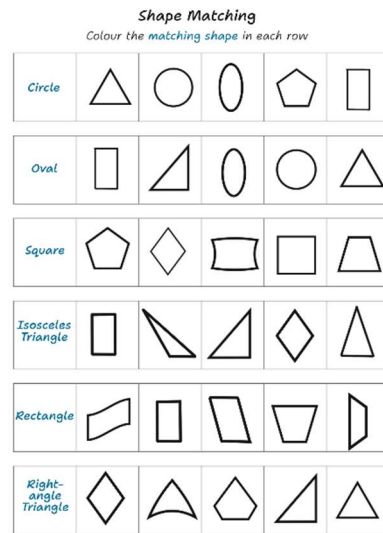 Shape Matching
Colour the matching shape in each row
Circle
Oval
Square
Isosceles
Triangle
Rectangle
Right-
angle
Triangle